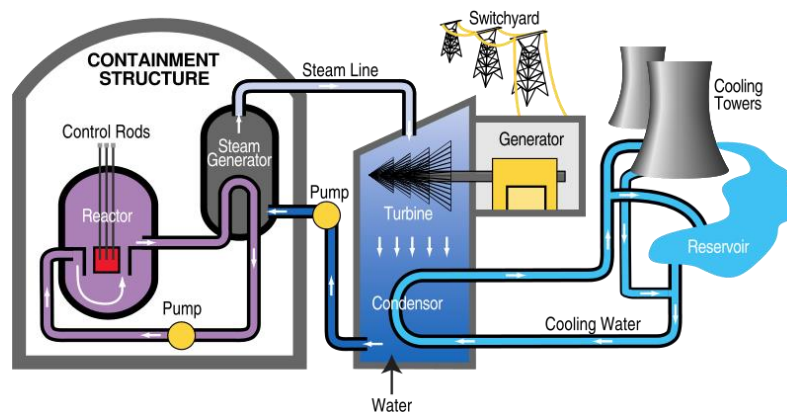 Switchyard
CONTAINMENT
STRUCTURE
Steam Line
Cooling
Towers
Control Rods
Steam
Generator
Generator
Pump
Reactor
Turbine
Reservoir
Pump
Condensor
Cooling Water
Water